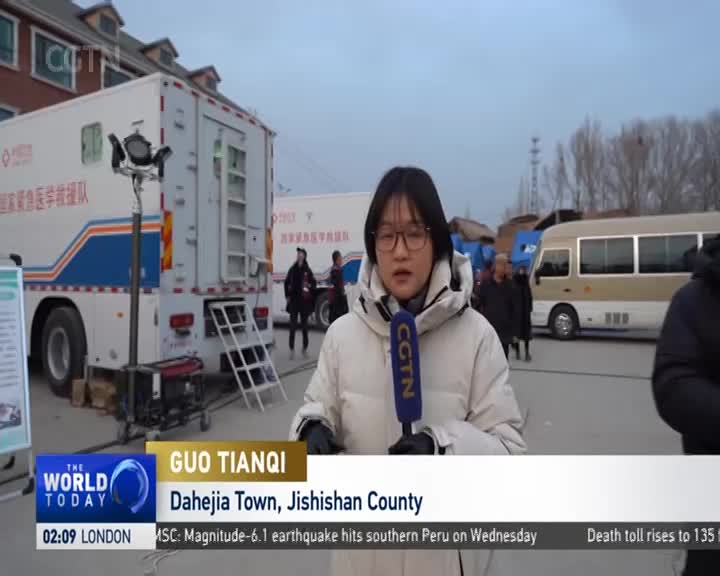 CGTN
国家紧急医学救援队
国家紧急医学救援队
CGTN
GUO TIANQI
THE
WORLD
TODAY
Dahejia Town, Jishishan County
02:09 LONDON
MSC: Magnitude-6.1 earthquake hits southern Peru on Wednesday
Death toll rises to 135